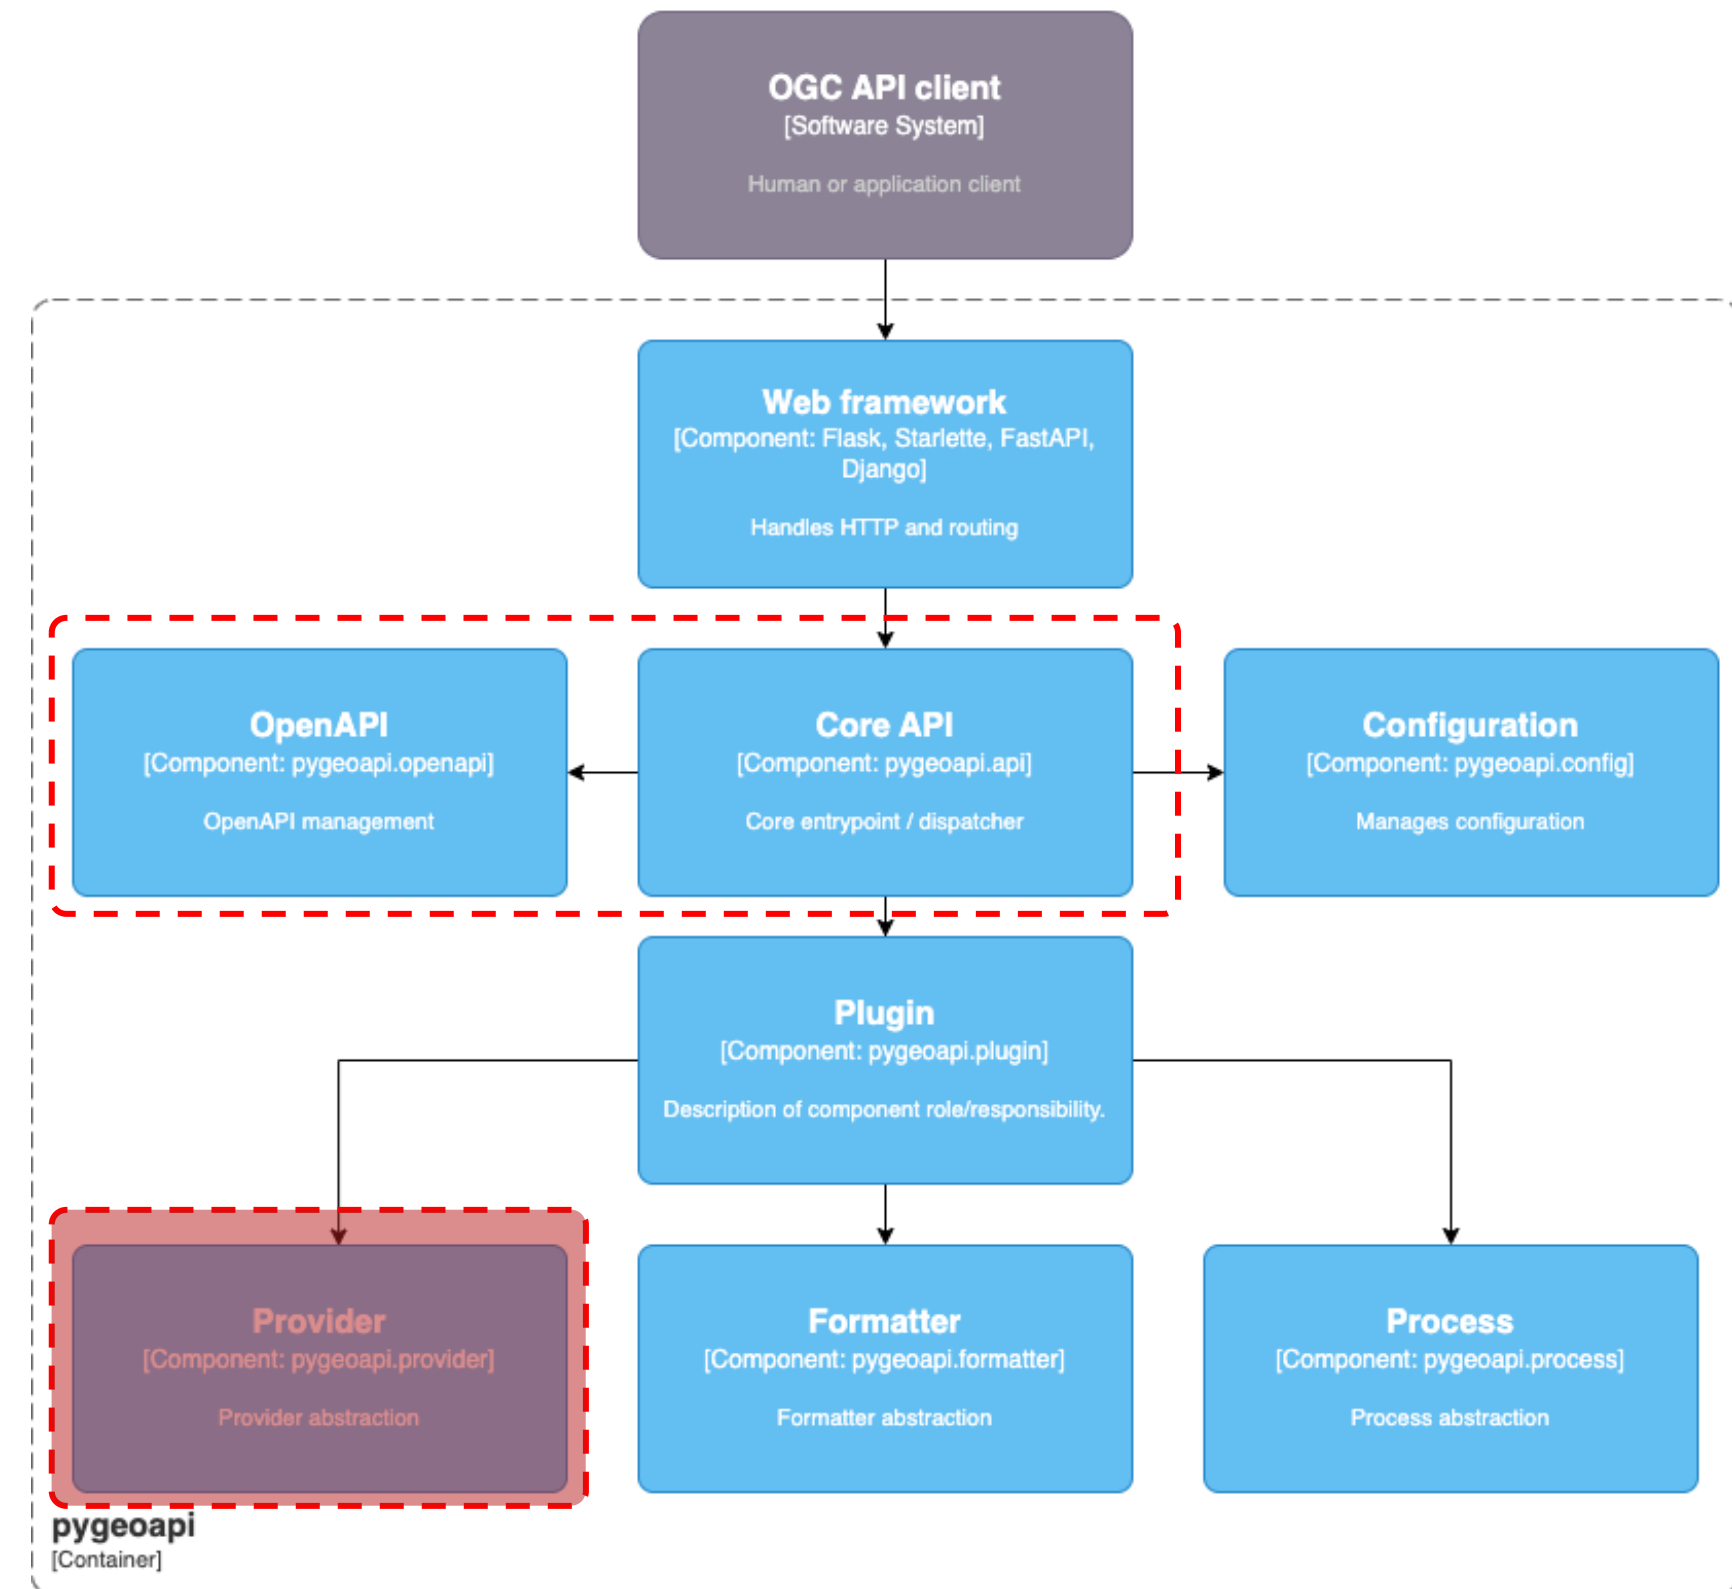 OGC API client
[Software System]
Human or application client
Web framework
[Component: Flask, Starlette, FastAPI,
Django]
Handles HTTP and routing
OpenAPI
[Component: pygeoapi.openapi]
OpenAPI management
Core API
[Component: pygeoapi.api]
Core entrypoint / dispatcher
Configuration
[Component: pygeoapi.config]
Manages configuration
Plugin
[Component: pygeoapi.plugin]
Description of component role/responsibility.
Provider
[Component: pygeoapi.provider]
Provider abstraction
Formatter
[Component: pygeoapi.formatter]
Formatter abstraction
Process
[Component: pygeoapi.process]
Process abstraction
pygeoapi
[Container]